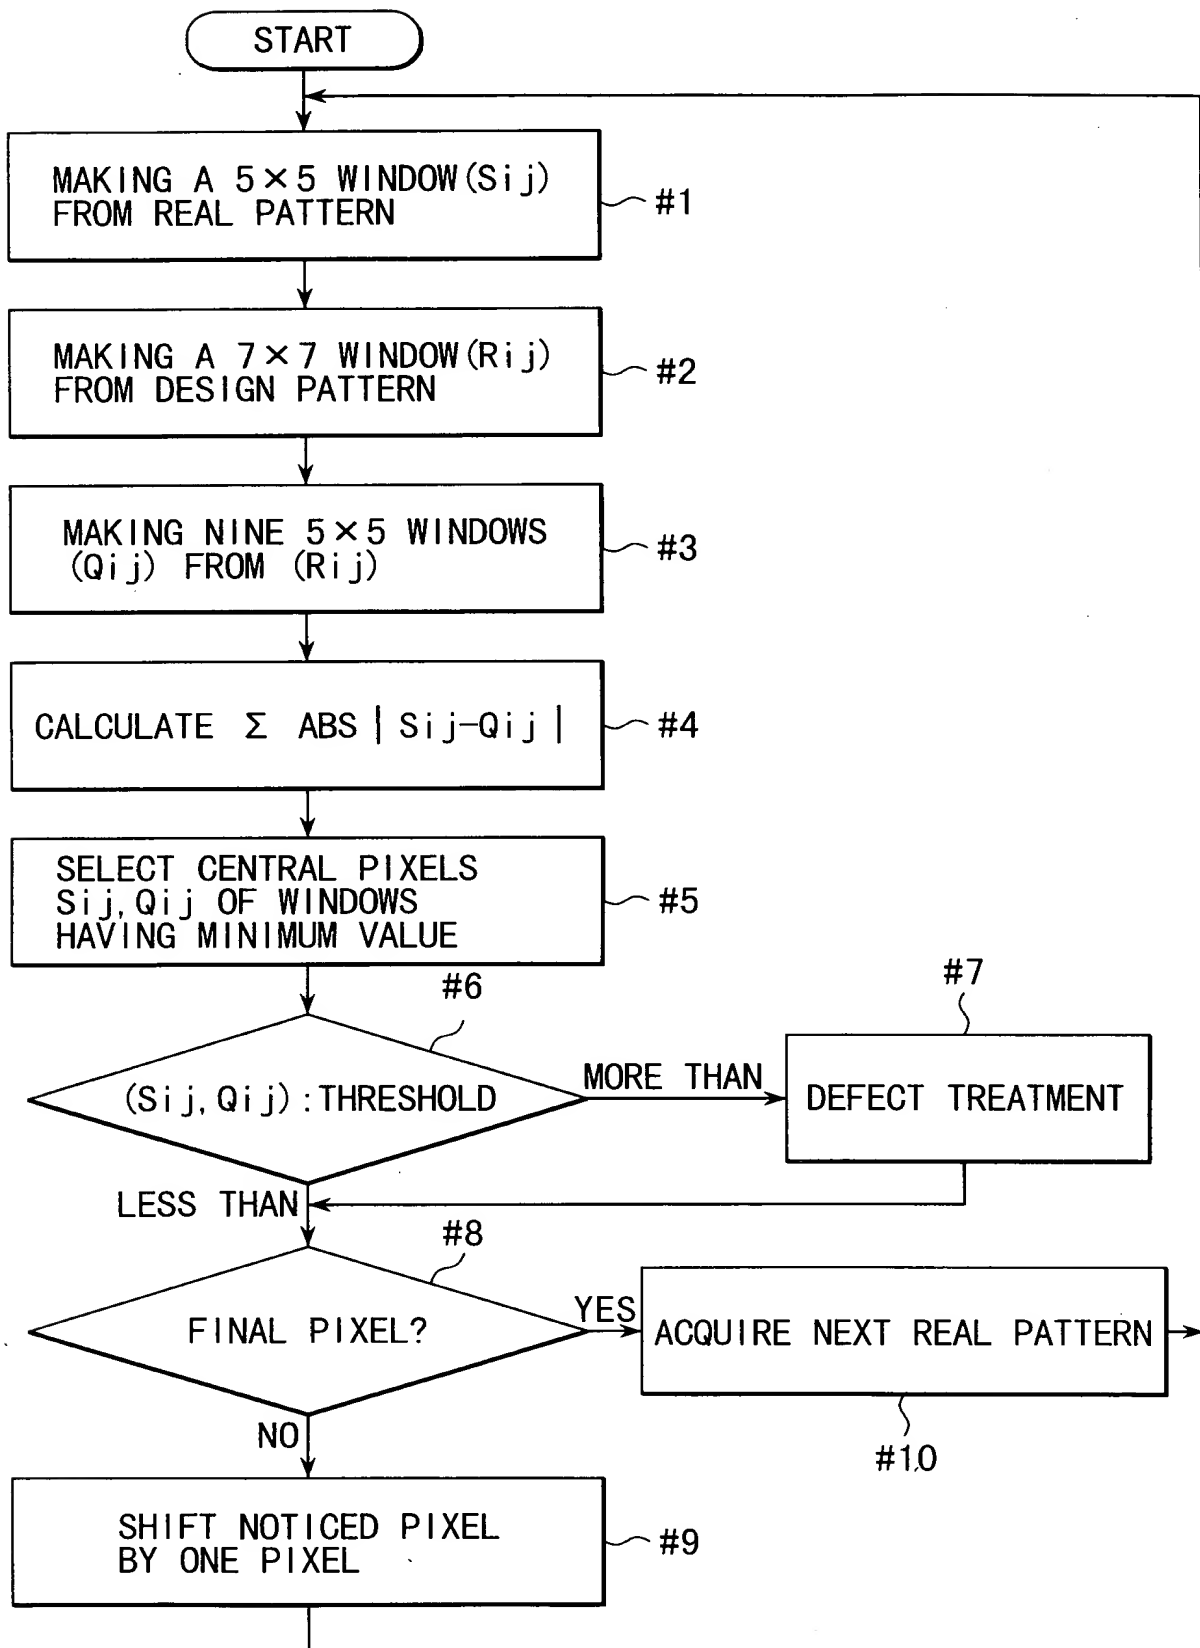 START
MAKING A 5×5 WINDOW(Sij)
FROM REAL PATTERN
#1
MAKING A 7×7 WINDOW(Rij)
FROM DESIGN PATTERN
#2
MAKING NINE 5×5 WINDOWS
(Qij) FROM (Rij)
#3
CALCULATE Σ ABS|Sij-Qij|
#4
SELECT CENTRAL PIXELS
Sij,Qij OF WINDOWS
HAVING MINIMUM VALUE
#5
#6
(Sij,Qij):THRESHOLD
MORE THAN
#7
DEFECT TREATMENT
LESS THAN
#8
FINAL PIXEL?
YES
ACQUIRE NEXT REAL PATTERN
#10
NO
SHIFT NOTICED PIXEL
BY ONE PIXEL
#9